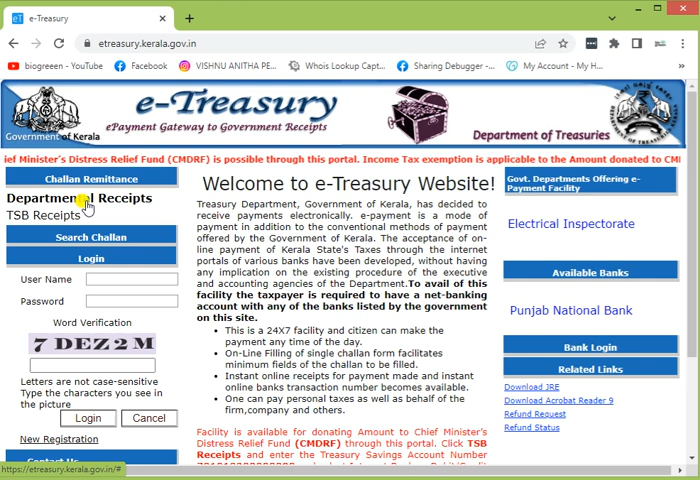 eT e-Treasury
etreasury.kerala.gov.in
biogreeen - YouTube
Facebook
VISHNU ANITHA PE...
Whois Lookup Capt...
Sharing Debugger -...
My Account - My H...
e-Treasury
ePayment Gateway to Government Receipts
Government of Kerala
Department of Treasuries
ief Minister's Distress Relief Fund (CMDRF) is possible through this portal. Income Tax exemption is applicable to the Amount donated to CM
Challan Remittance
Departmental Receipts
TSB Receipts
Search Challan
Login
User Name
Password
Word Verification
7 DEZ2M
Letters are not case-sensitive
Type the characters you see in
the picture
Login
Cancel
New Registration
Contact Us
https://etreasury.kerala.gov.in/#
Welcome to e-Treasury Website!
Treasury Department, Government of Kerala, has decided to
receive payments electronically. e-payment is a mode of
payment in addition to the conventional methods of payment
offered by the Government of Kerala. The acceptance of on-
line payment of Kerala State's Taxes through the internet
portals of various banks have been developed, without having
any implication on the existing procedure of the executive
and accounting agencies of the Department.To avail of this
facility the taxpayer is required to have a net-banking
account with any of the banks listed by the government
on this site.
• This is a 24X7 facility and citizen can make the
payment any time of the day.
• On-Line Filling of single challan form facilitates
minimum fields of the challan to be filled.
• Instant online receipts for payment made and instant
online banks transaction number becomes available.
• One can pay personal taxes as well as behalf of the
firm,company and others.
Facility is available for donating Amount to Chief Minister's
Distress Relief Fund (CMDRF) through this portal. Click TSB
Receipts and enter the Treasury Savings Account Number
Govt. Departments Offering e-
Payment Facility
Electrical Inspectorate
Available Banks
Punjab National Bank
Bank Login
Related Links
Download JRE
Download Acrobat Reader 9
Refund Request
Refund Status